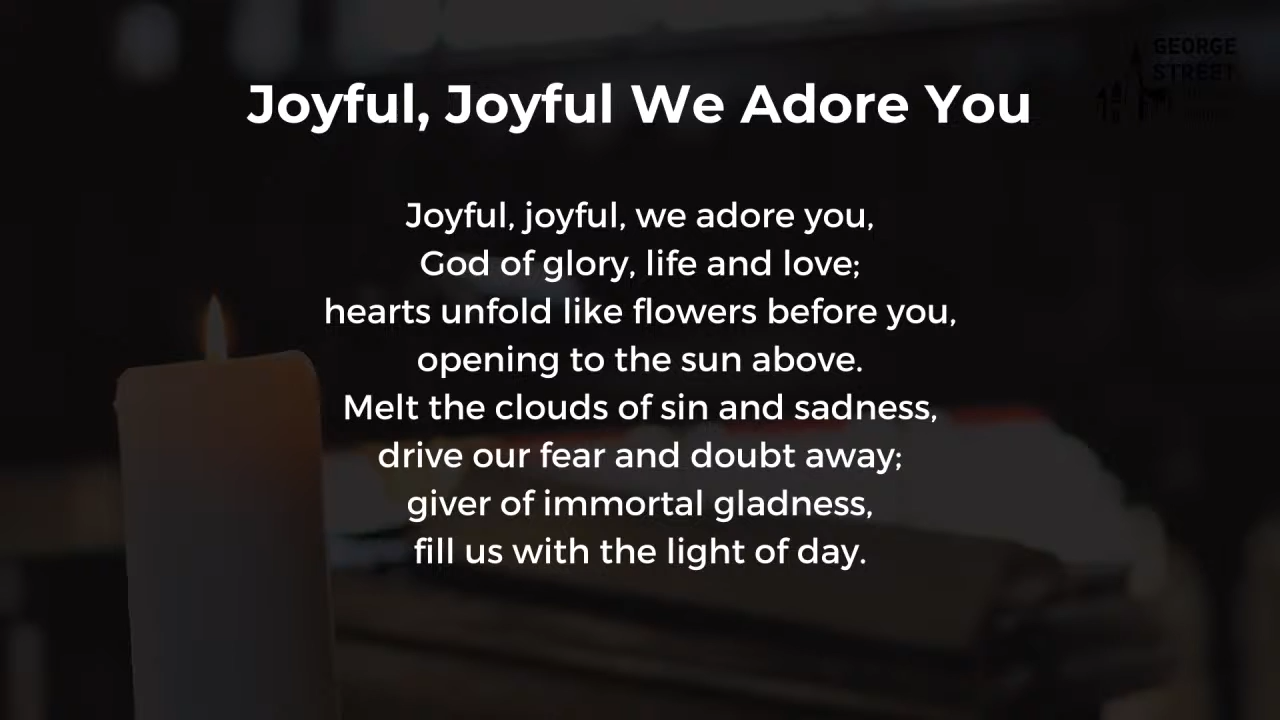 GEORGE
STREET
Joyful, Joyful We Adore You
Joyful, joyful, we adore you,
God of glory, life and love;
hearts unfold like flowers before you,
opening to the sun above.
Melt the clouds of sin and sadness,
drive our fear and doubt away;
giver of immortal gladness,
fill us with the light of day.